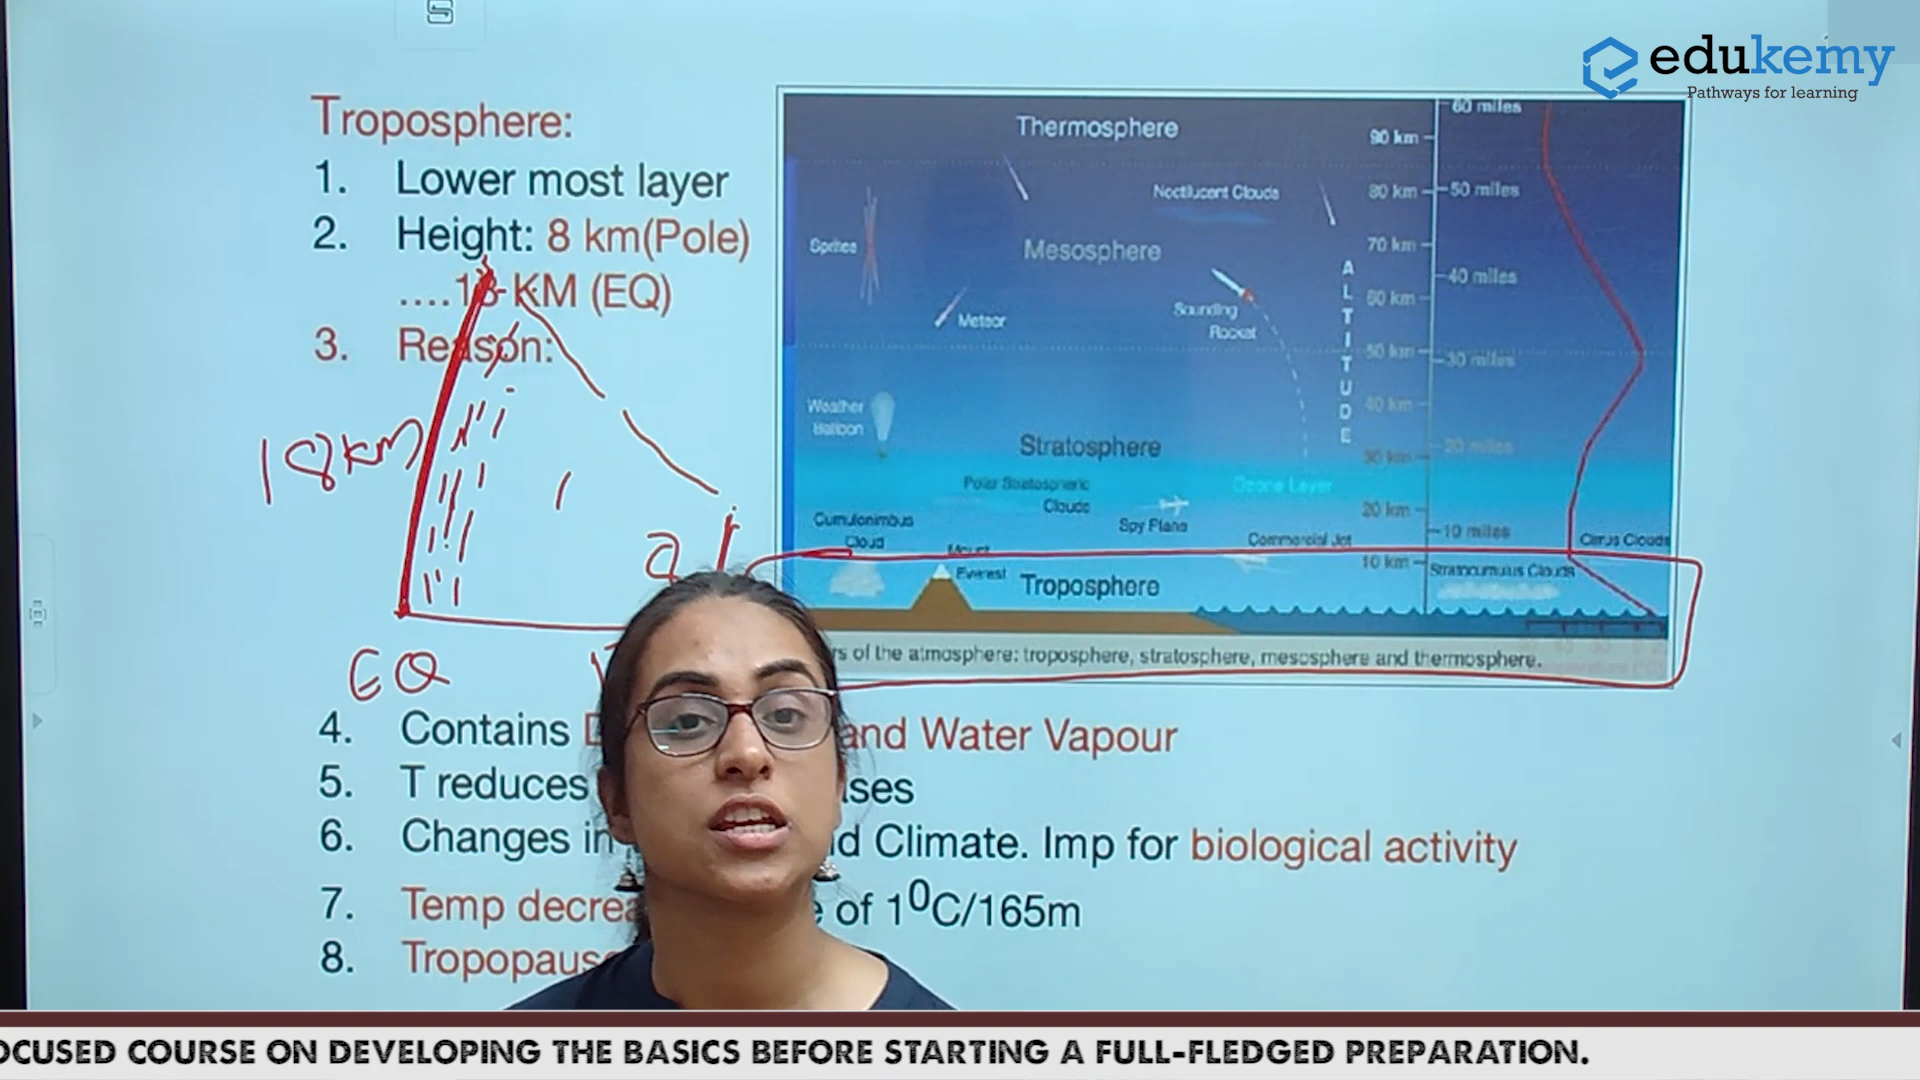 edukemy
Pathways for learning
Troposphere:
1. Lower most layer
2. Height: 8 km(Pole)
....18 KM (EQ)
3. Reason:
18km
EQ
Thermosphere
Noctilucent Clouds
Sprites
Mesosphere
Meteor
Sounding
Rocket
Weather
Balloon
Stratosphere
Polar Stratospheric
Clouds
Ozone Layer
Spy Plane
Cumulonimbus
Cloud
Commercial Jet
Cirrus Clouds
Mount
Everest
Troposphere
Stratocumulus Clouds
ALTITUDE
90 km
80 km
70 km
60 km
50 km
40 km
30 km
20 km
10 km
60 miles
50 miles
40 miles
30 miles
20 miles
10 miles
of the atmosphere: troposphere, stratosphere, mesosphere and thermosphere.
4. Contains and Water Vapour
5. T reduces
6. Changes in Climate. Imp for biological activity
7. Temp of 1⁰C/165m
8.
COURSE ON DEVELOPING THE BASICS BEFORE STARTING A FULL-FLEDGED PREPARATION.